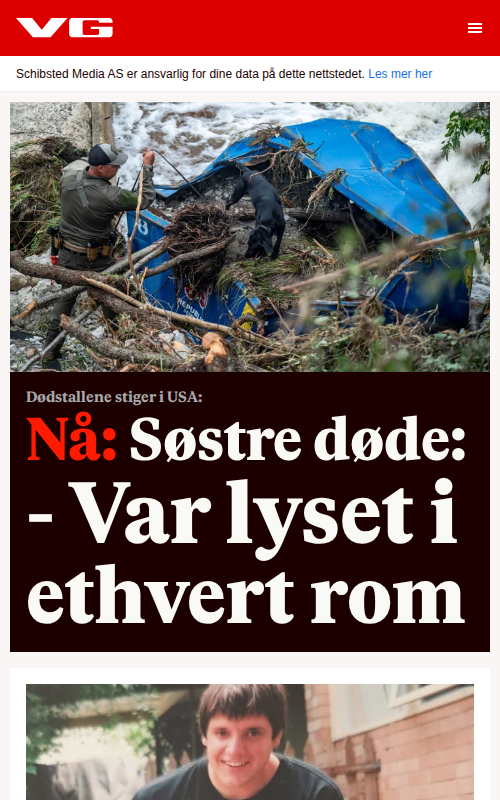 VG
Schibsted Media AS er ansvarlig for dine data på dette nettstedet. Les mer her
Dødstallene stiger i USA:
Nå: Søstre døde:
- Var lyset i
ethvert rom